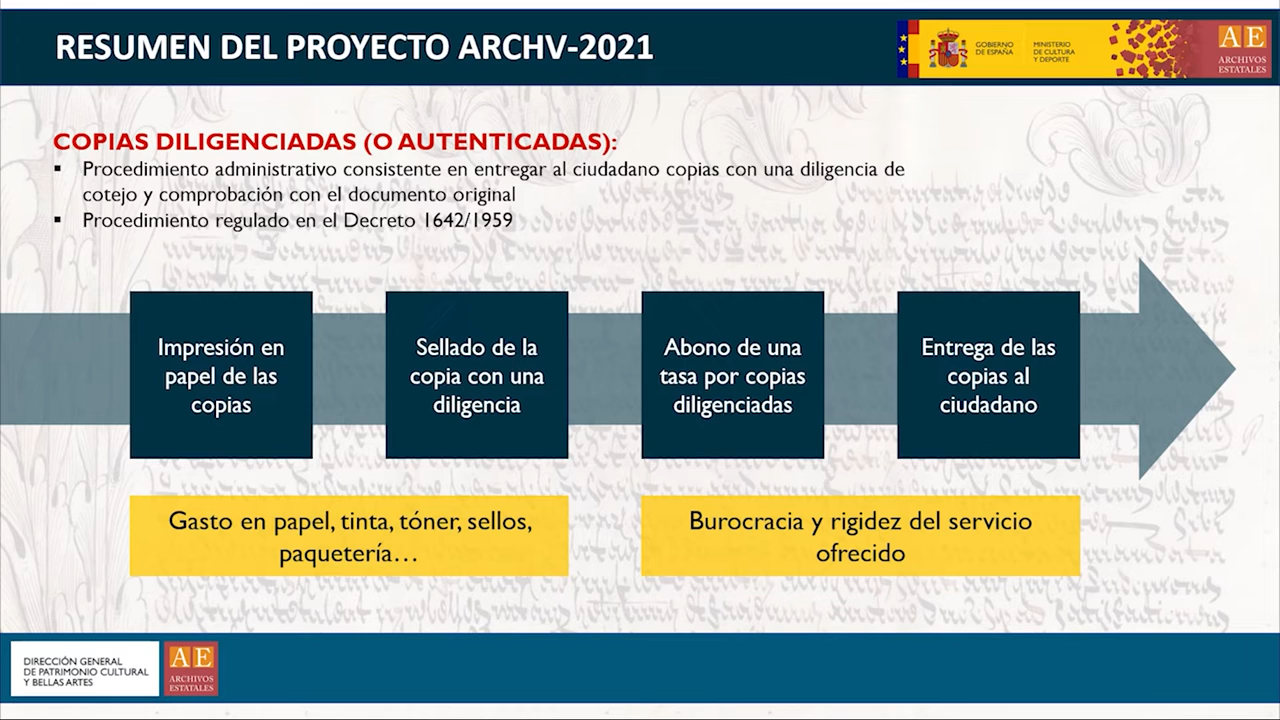 RESUMEN DEL PROYECTO ARCHV-2021
GOBIERNO
DE ESPAÑA
MINISTERIO
DE CULTURA
Y DEPORTE
AE
ARCHIVOS
ESTATALES
COPIAS DILIGENCIADAS (O AUTENTICADAS):
▪ Procedimiento administrativo consistente en entregar al ciudadano copias con una diligencia de
cotejo y comprobación con el documento original
▪ Procedimiento regulado en el Decreto 1642/1959
Impresión en
papel de las
copias
Sellado de la
copia con una
diligencia
Abono de una
tasa por copias
diligenciadas
Entrega de las
copias al
ciudadano
Gasto en papel, tinta, tóner, sellos,
paquetería…
Burocracia y rigidez del servicio
ofrecido
DIRECCIÓN GENERAL
DE PATRIMONIO CULTURAL
Y BELLAS ARTES
AE
ARCHIVOS
ESTATALES